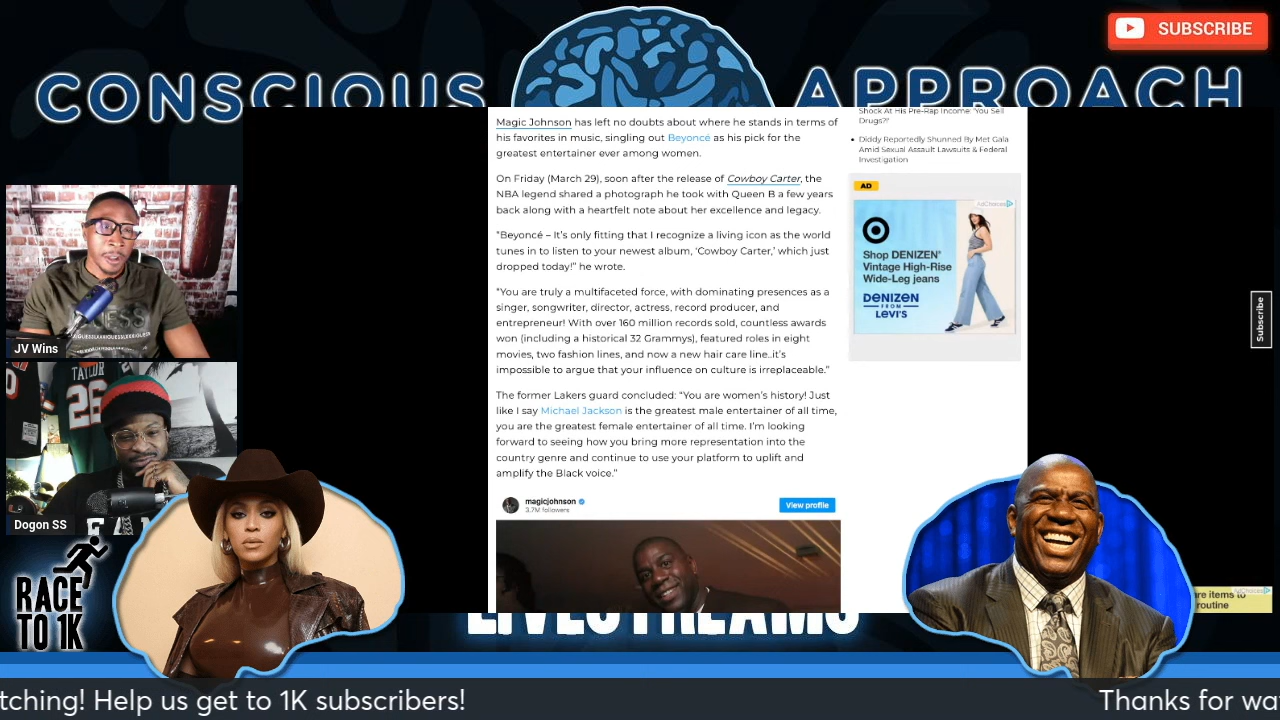 SUBSCRIBE
CONSCIOUS APPROACH
Magic Johnson has left no doubts about where he stands in terms of
his favorites in music, singling out Beyoncé as his pick for the
greatest entertainer ever among women.
On Friday (March 29), soon after the release of Cowboy Carter, the
NBA legend shared a photograph he took with Queen B a few years
back along with a heartfelt note about her excellence and legacy.
"Beyoncé – It's only fitting that I recognize a living icon as the world
tunes in to listen to your newest album, 'Cowboy Carter,' which just
dropped today!" he wrote.
"You are truly a multifaceted force, with dominating presences as a
singer, songwriter, director, actress, record producer, and
entrepreneur! With over 160 million records sold, countless awards
won (including a historical 32 Grammys), featured roles in eight
movies, two fashion lines, and now a new hair care line..it's
impossible to argue that your influence on culture is irreplaceable."
The former Lakers guard concluded: "You are women's history! Just
like I say Michael Jackson is the greatest male entertainer of all time,
you are the greatest female entertainer of all time. I'm looking
forward to seeing how you bring more representation into the
country genre and continue to use your platform to uplift and
amplify the Black voice."
magicjohnson
3.7M followers
View profile
Shock At His Pre-Rap Income: 'You Sell
Drugs?!'
Diddy Reportedly Shunned By Met Gala
Amid Sexual Assault Lawsuits & Federal
Investigation
AD
AdChoices
Shop DENIZEN®
Vintage High-Rise
Wide-Leg jeans
DENIZEN
FROM
LEVI'S
Subscribe
JV Wins
TAYLOR
26
Dogon SS
RACE
TO 1K
LIVESTREAMS
are items to
routine
AdChoices
tching! Help us get to 1K subscribers!
Thanks for wa